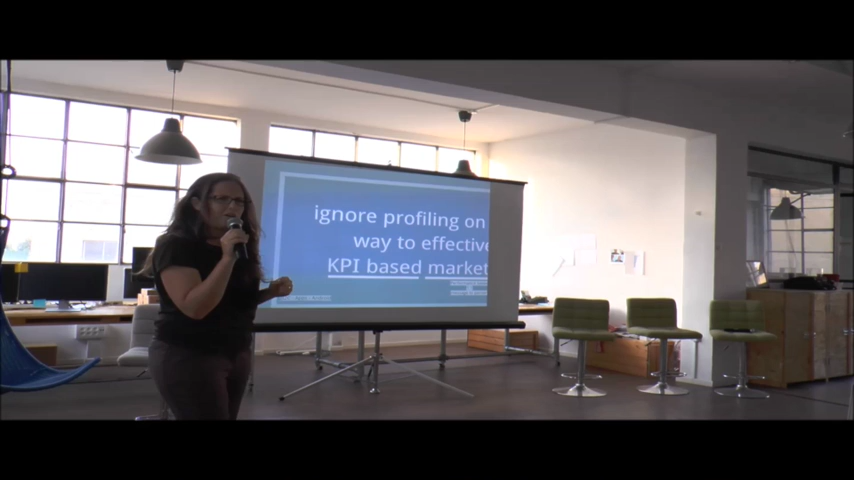 ignore profiling on
way to effective
KPI based market